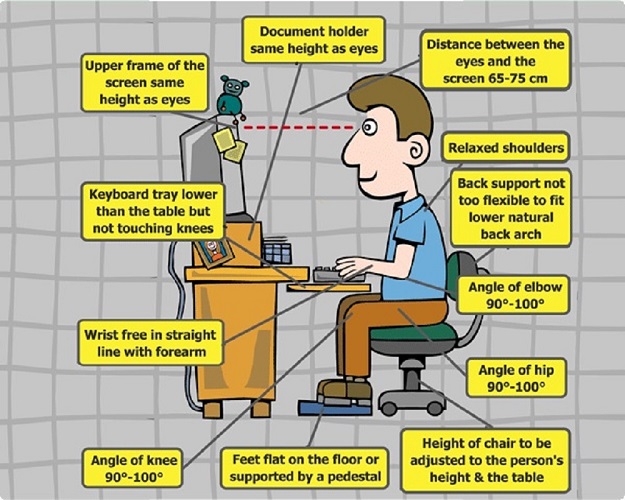 Document holder
same height as eyes
Distance between the
eyes and the
screen 65-75 cm
Upper frame of the
screen same
height as eyes
Relaxed shoulders
Back support not
too flexible to fit
lower natural
back arch
Keyboard tray lower
than the table but
not touching knees
Angle of elbow
90°-100°
Wrist free in straight
line with forearm
Angle of hip
90°-100°
Angle of knee
90°-100°
Feet flat on the floor or
supported by a pedestal
Height of chair to be
adjusted to the person's
height & the table